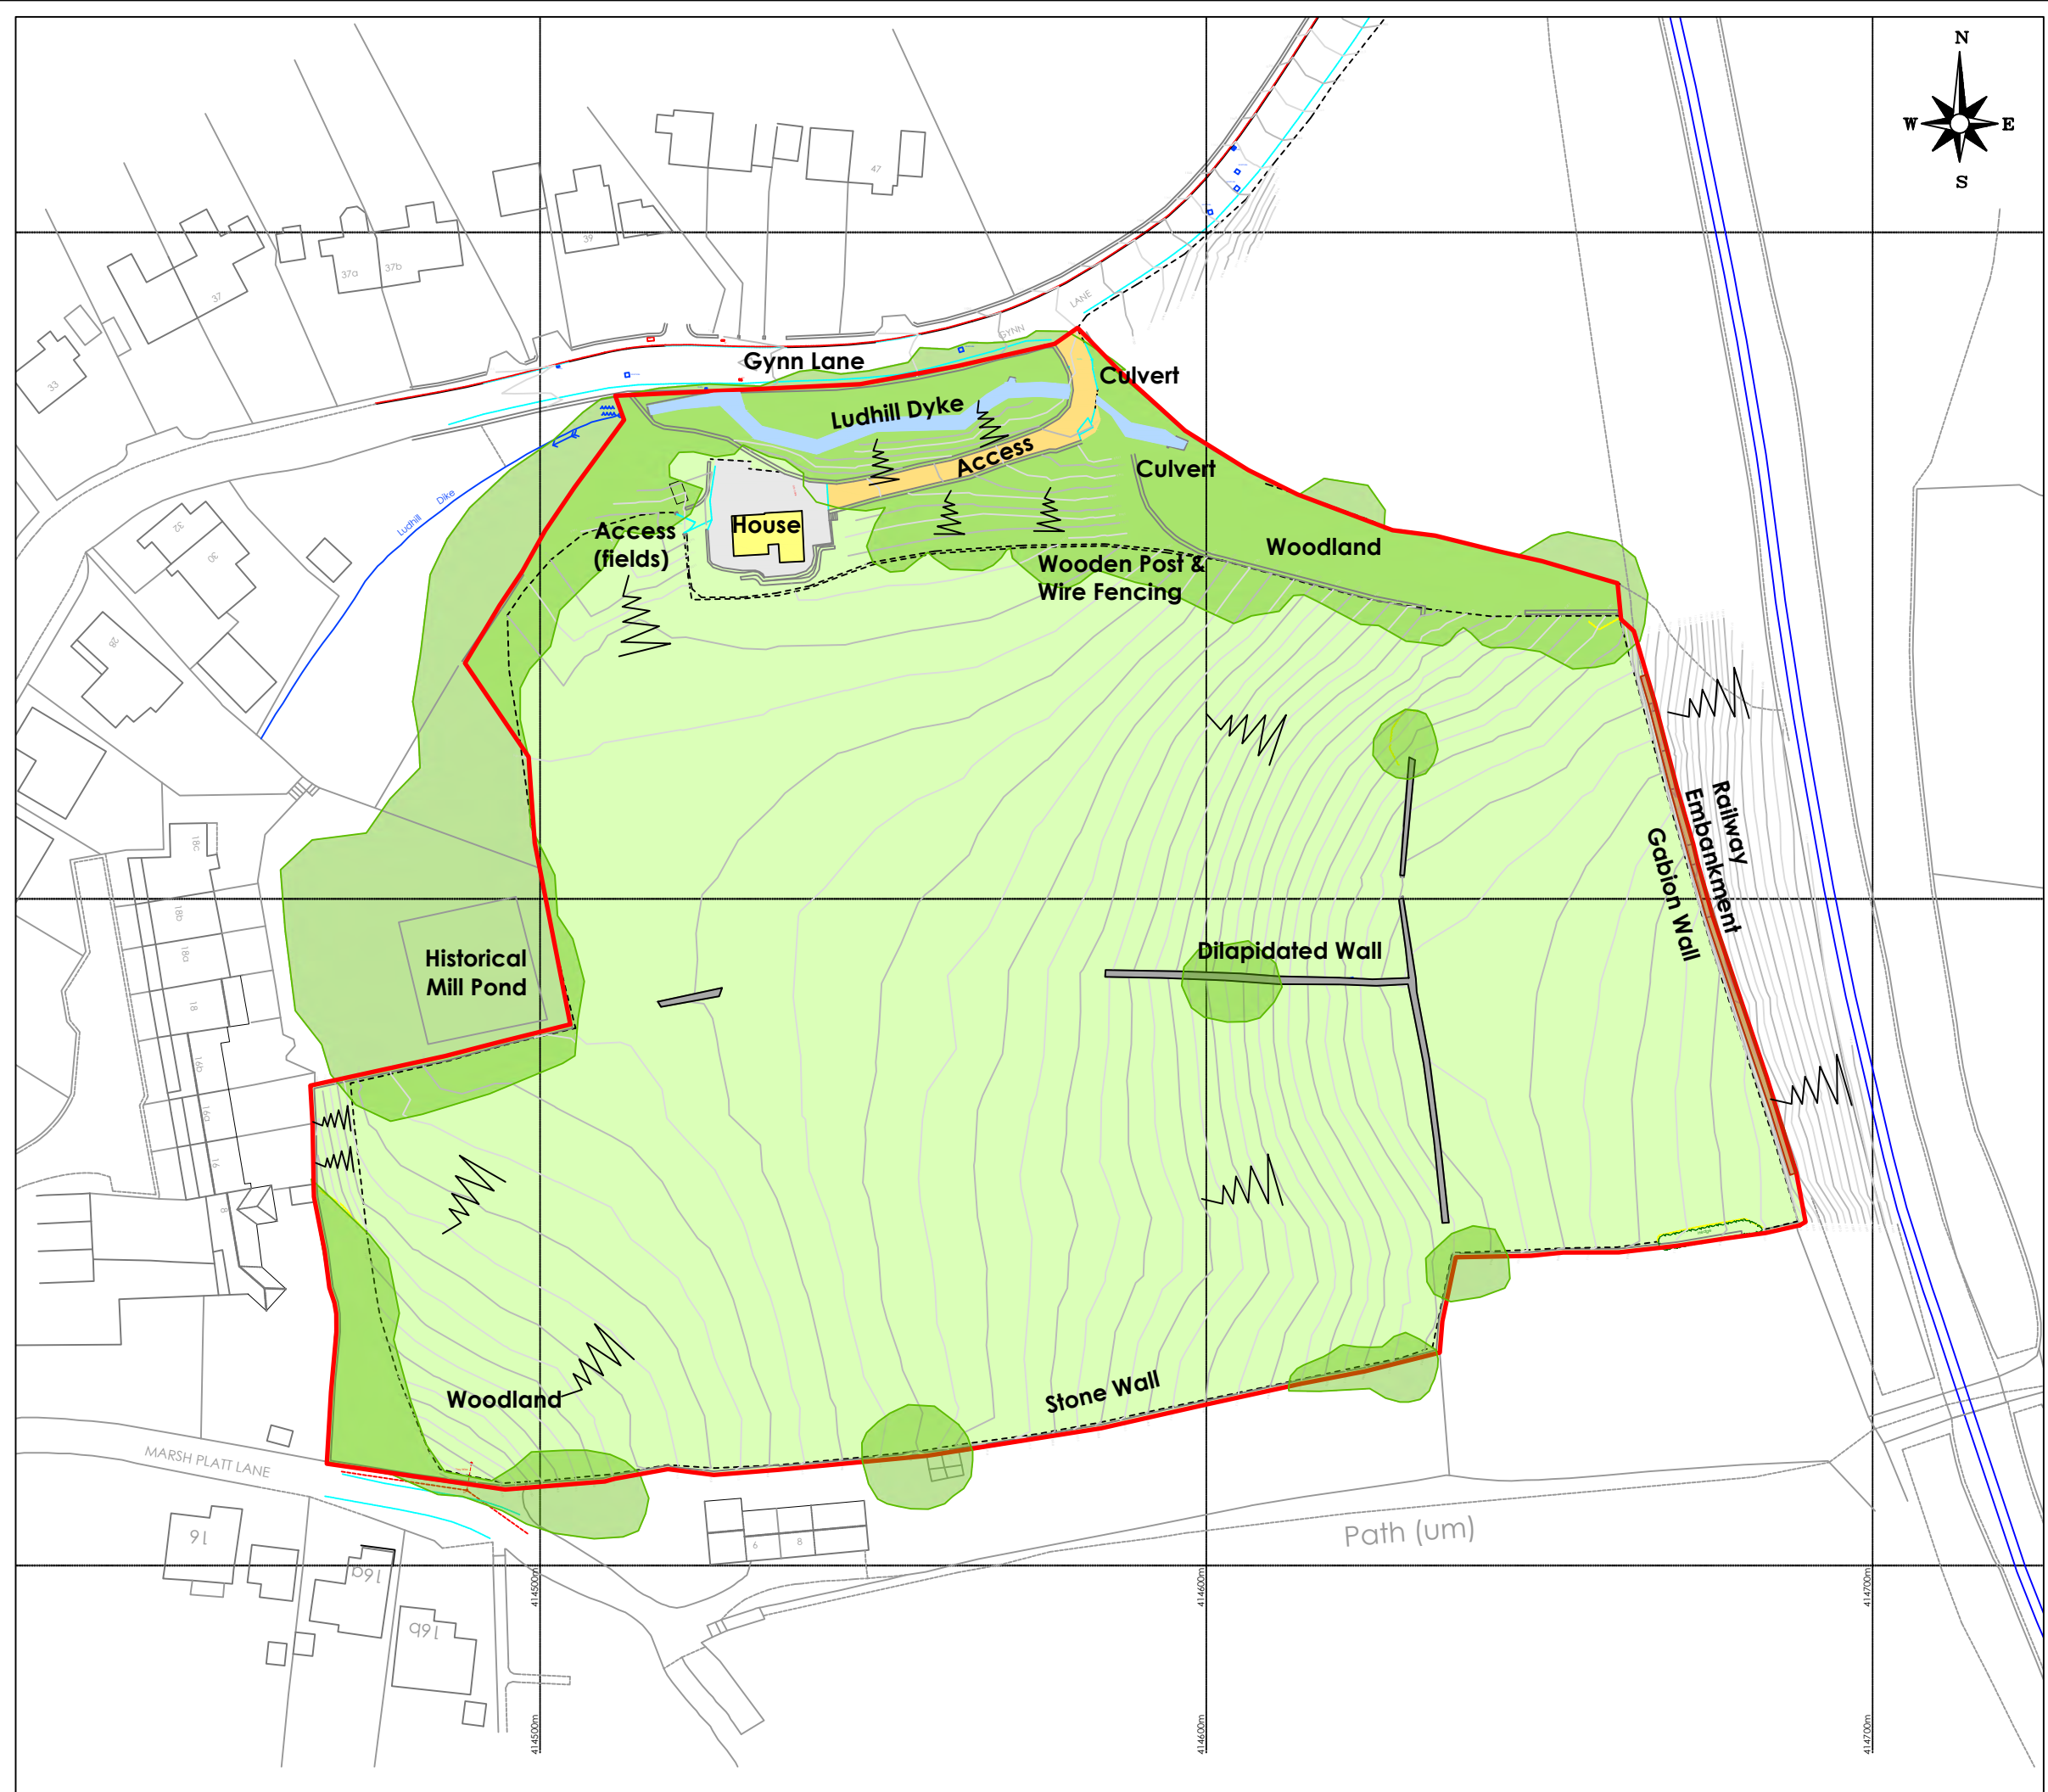 N
W E
S
47
39
37a
37b
37
33
LANE
GYNN
Gynn Lane
Culvert
Ludhill Dyke
Access
Culvert
Ludhill Dike
32
30
28
House
Access
(fields)
Woodland
Wooden Post &
Wire Fencing
Railway
Embankment
Gabion Wall
18c
18b
18a
18
16b
16a
16
8
Historical
Mill Pond
Dilapidated Wall
Woodland
Stone Wall
MARSH PLATT LANE
Path (um)
16
16a
16b
6
8
414500m
414600m
414700m
414500m
414600m
414700m